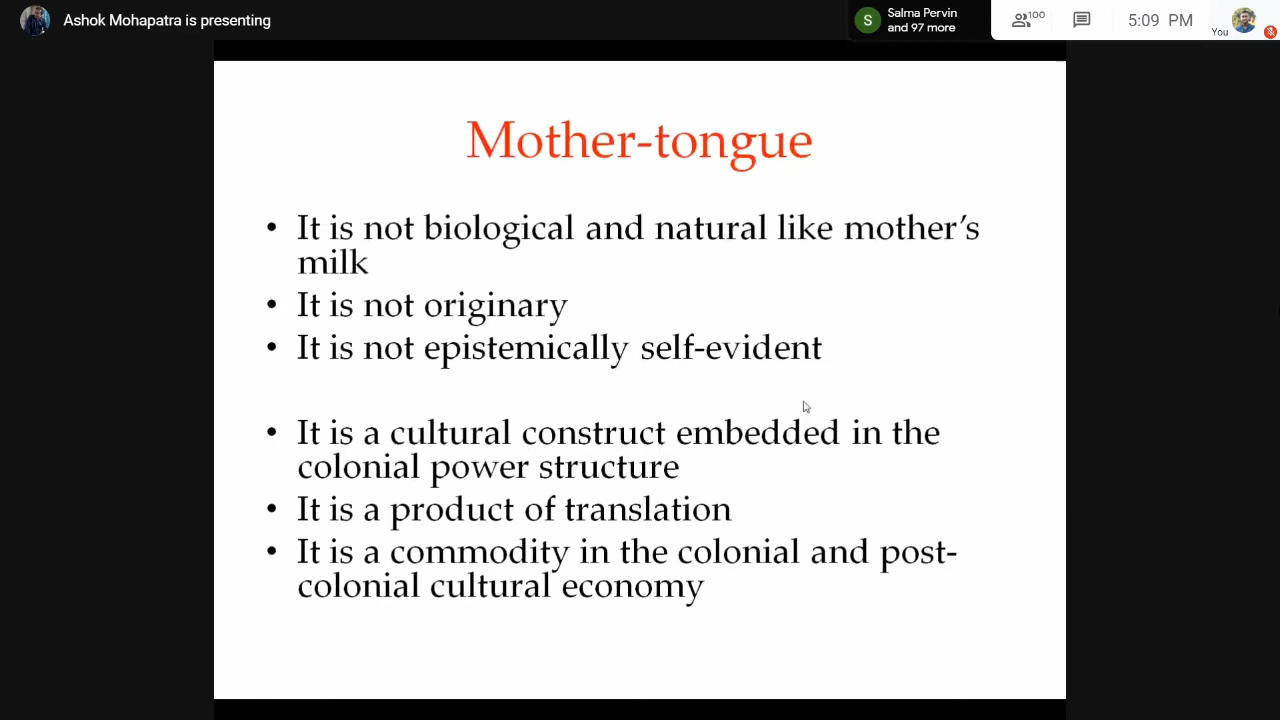 Ashok Mohapatra is presenting
S
Salma Pervin
and 97 more
100
5:09 PM
You
Mother-tongue
• It is not biological and natural like mother’s
milk
• It is not originary
• It is not epistemically self-evident
• It is a cultural construct embedded in the
colonial power structure
• It is a product of translation
• It is a commodity in the colonial and post-
colonial cultural economy